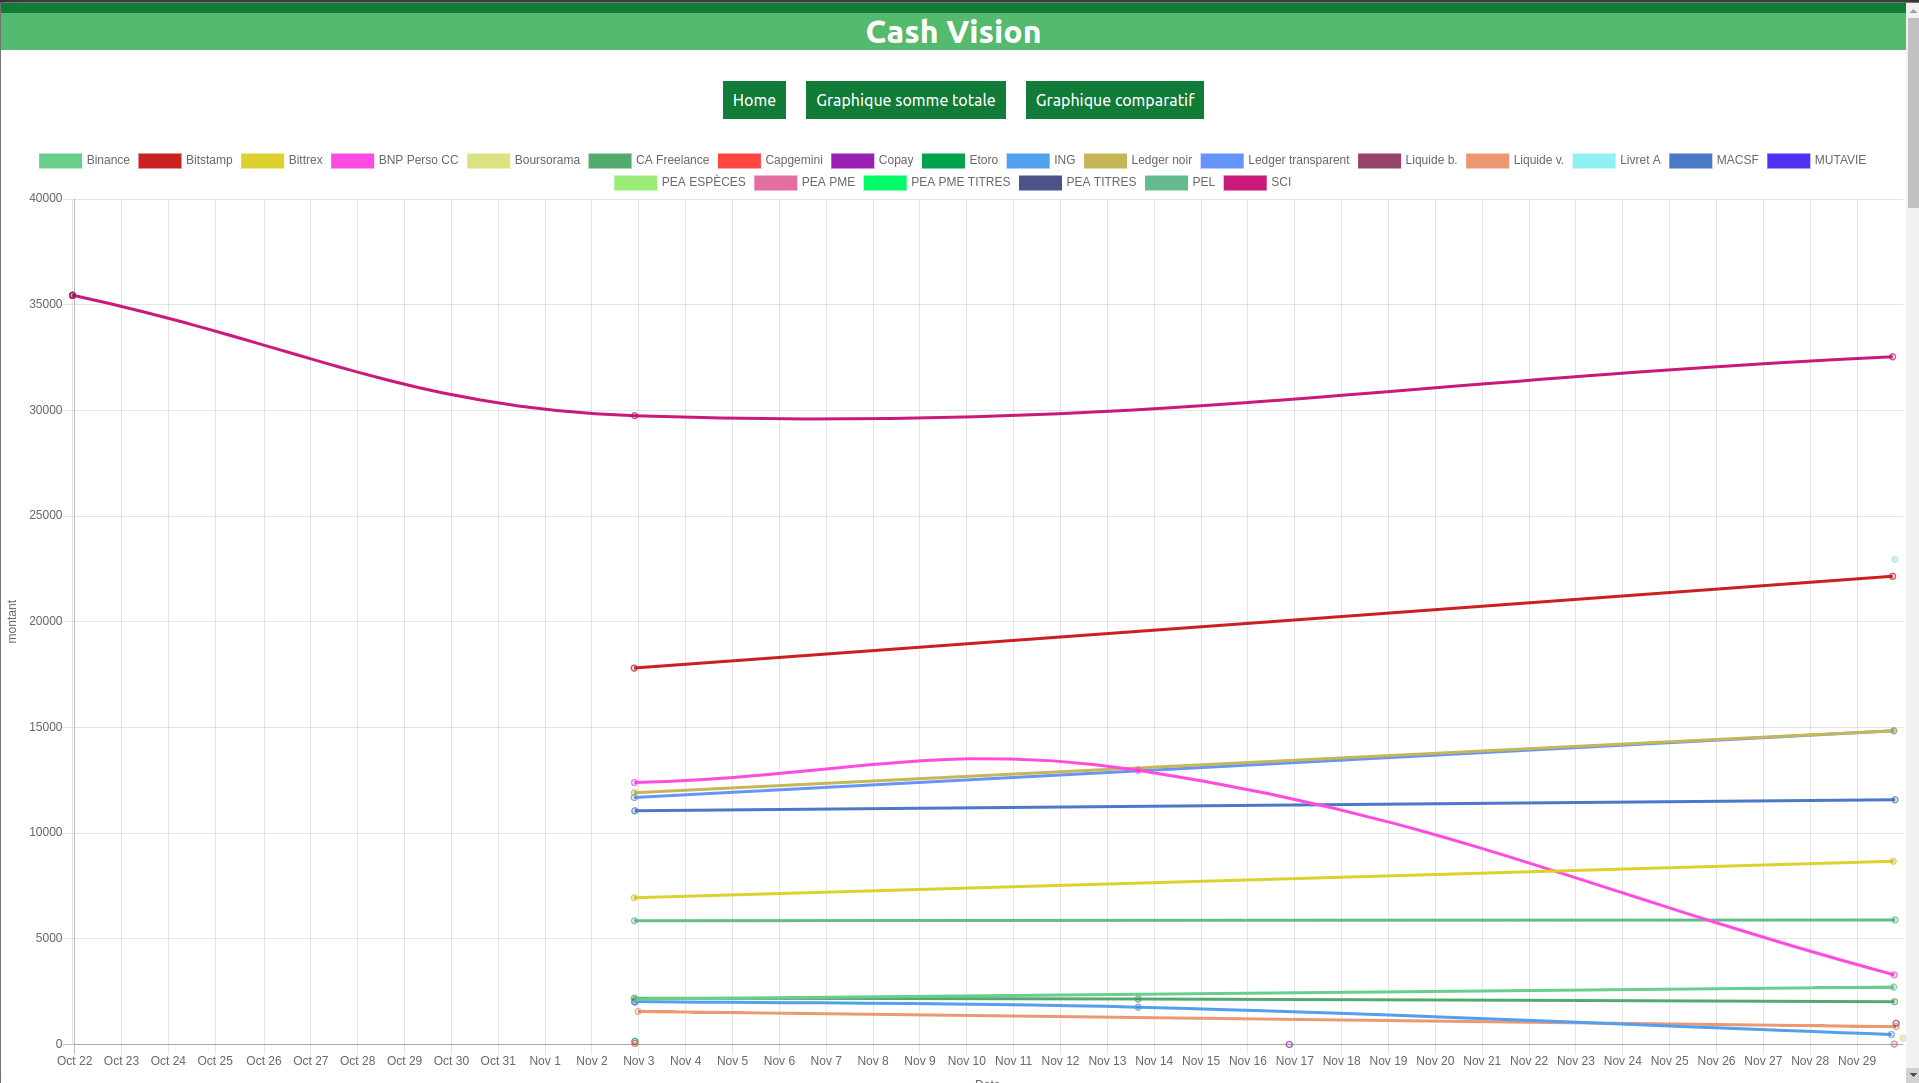 Cash Vision
Home Graphique somme totale Graphique comparatif
Binance Bitstamp Bittrex BNP Perso CC Boursorama CA Freelance Capgemini Copay Etoro ING Ledger noir Ledger transparent Liquide b. Liquide v. Livret A MACSF MUTAVIE
PEA ESPÈCES PEA PME PEA PME TITRES PEA TITRES PEL SCI
40000
35000
30000
25000
20000
montant
15000
10000
5000
0
Oct 22 Oct 23 Oct 24 Oct 25 Oct 26 Oct 27 Oct 28 Oct 29 Oct 30 Oct 31 Nov 1 Nov 2 Nov 3 Nov 4 Nov 5 Nov 6 Nov 7 Nov 8 Nov 9 Nov 10 Nov 11 Nov 12 Nov 13 Nov 14 Nov 15 Nov 16 Nov 17 Nov 18 Nov 19 Nov 20 Nov 21 Nov 22 Nov 23 Nov 24 Nov 25 Nov 26 Nov 27 Nov 28 Nov 29